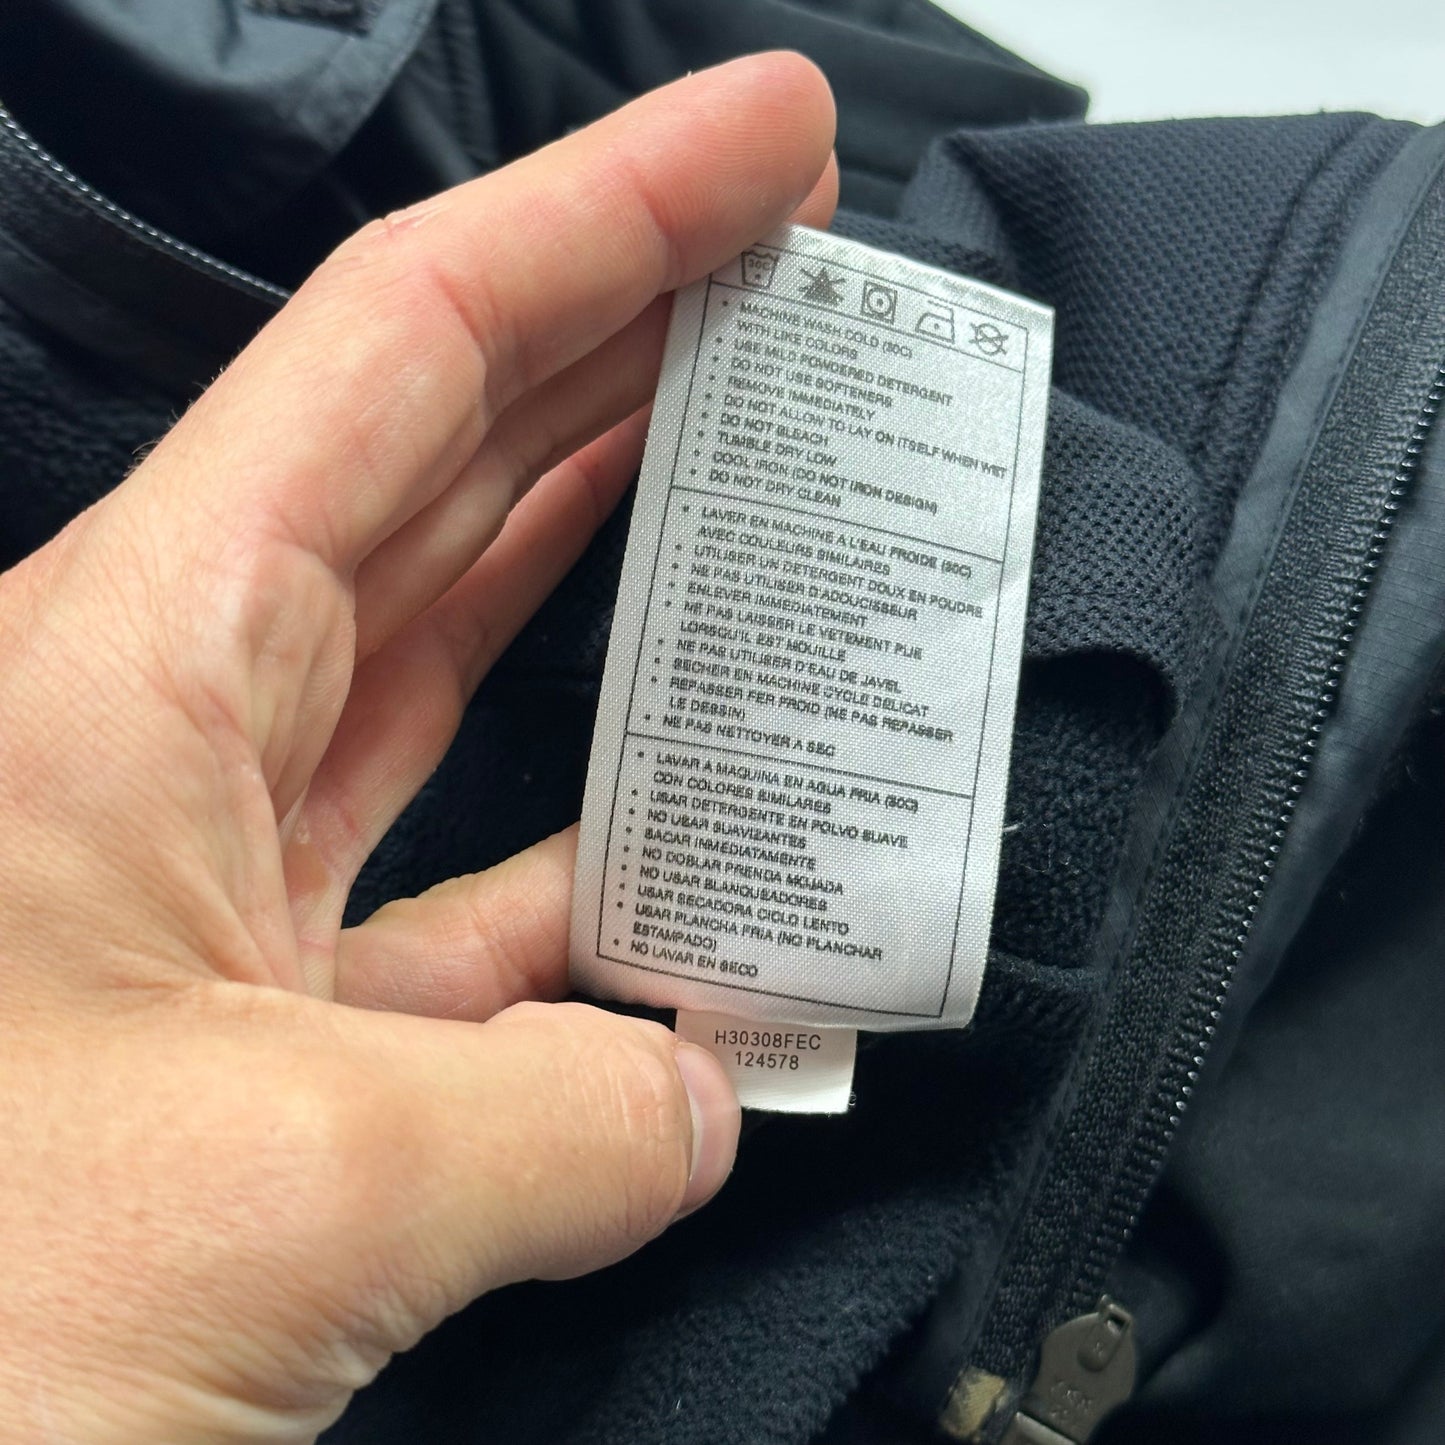 30C
• MACHINE WASH COLD (30C)
WITH LIKE COLORS
• USE MILD POWDERED DETERGENT
• DO NOT USE SOFTENERS
• REMOVE IMMEDIATELY
• DO NOT ALLOW TO LAY ON ITSELF WHEN WET
• DO NOT BLEACH
• TUMBLE DRY LOW
• COOL IRON (DO NOT IRON DESIGN)
• DO NOT DRY CLEAN
• LAVER EN MACHINE A L'EAU FROIDE (30C)
AVEC COULEURS SIMILAIRES
• UTILISER UN DETERGENT DOUX EN POUDRE
• NE PAS UTILISER D'ADOUCISSEUR
• ENLEVER IMMEDIATEMENT
• NE PAS LAISSER LE VETEMENT PLIE
LORSQU'IL EST MOUILLE
• NE PAS UTILISER D'EAU DE JAVEL
• SECHER EN MACHINE CYCLE DELICAT
• REPASSER FER FROID (NE PAS REPASSER
LE DESSIN)
• NE PAS NETTOYER A SEC
• LAVAR A MAQUINA EN AGUA FRIA (30C)
CON COLORES SIMILARES
• USAR DETERGENTE EN POLVO SUAVE
• NO USAR SUAVIZANTES
• SACAR INMEDIATAMENTE
• NO DOBLAR PRENDA MOJADA
• NO USAR BLANQUEADORES
• USAR SECADORA CICLO LENTO
• USAR PLANCHA FRIA (NO PLANCHAR
ESTAMPADO)
• NO LAVAR EN SECO
H30308FEC
124578